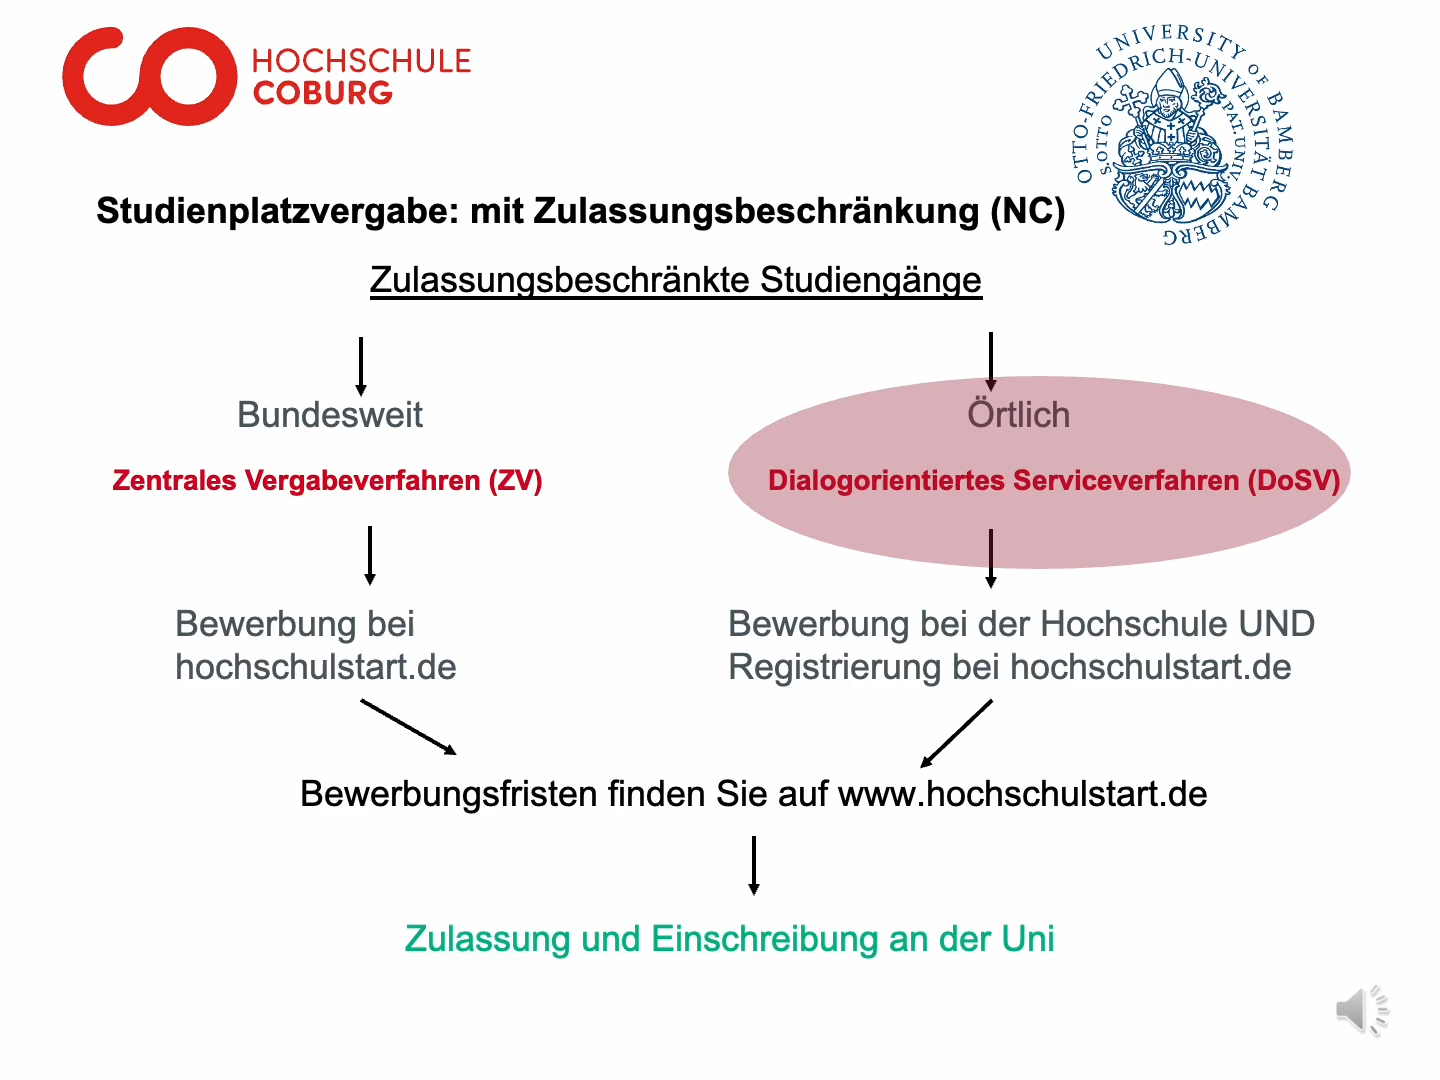 HOCHSCHULE
COBURG
UNIVERSITY OF BAMBERG
OTTO-FRIEDRICH-UNIVERSITÄT BAMBERG
S.OTTO PAT.UNIV.
Studienplatzvergabe: mit Zulassungsbeschränkung (NC)
Zulassungsbeschränkte Studiengänge
Bundesweit
Örtlich
Zentrales Vergabeverfahren (ZV)
Dialogorientiertes Serviceverfahren (DoSV)
Bewerbung bei
hochschulstart.de
Bewerbung bei der Hochschule UND
Registrierung bei hochschulstart.de
Bewerbungsfristen finden Sie auf www.hochschulstart.de
Zulassung und Einschreibung an der Uni